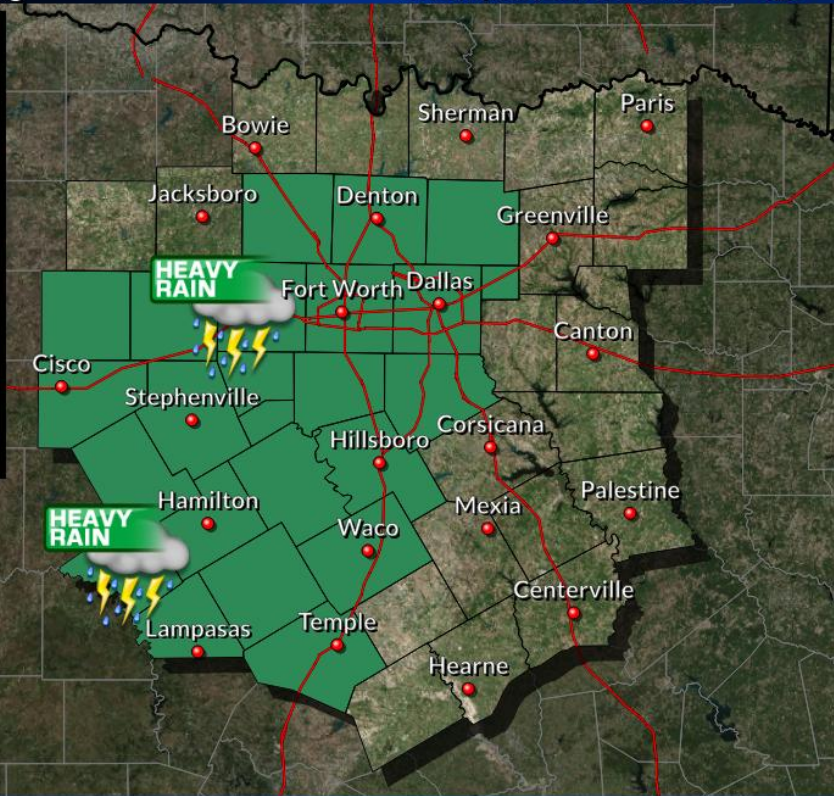 Sherman
Paris
Bowie
Jacksboro
Denton
Greenville
HEAVY
RAIN
Fort Worth
Dallas
Canton
Cisco
Stephenville
Corsicana
Hillsboro
Palestine
Hamilton
Mexia
HEAVY
RAIN
Waco
Centerville
Lampasas
Temple
Hearne